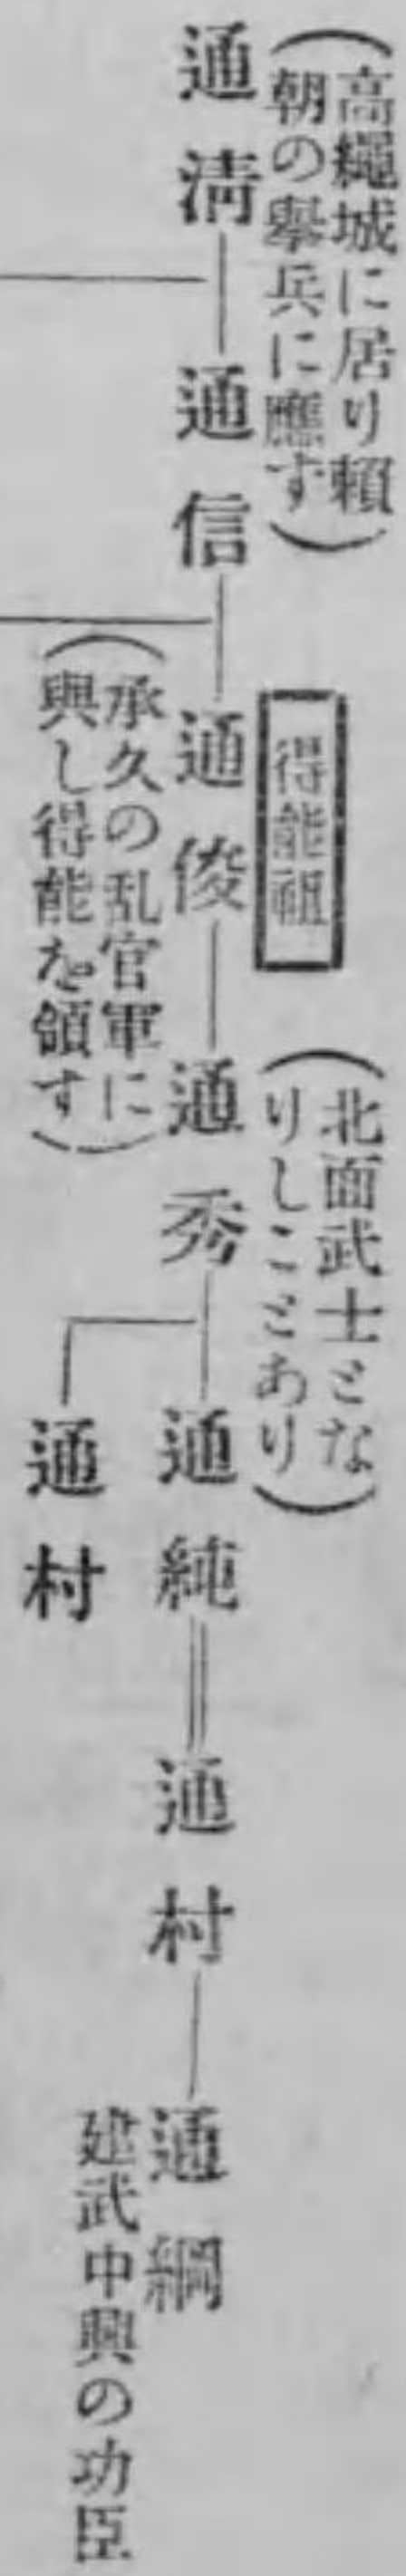 (高繩城に居り頼
朝の擧兵に應す)
通清
通信
得能祖
通俊
(承久の乱官軍に
與し得能を領す)
(北面武士とな
りしことあり)
通秀
通純
通村
通村
通綱
建武中興の功臣